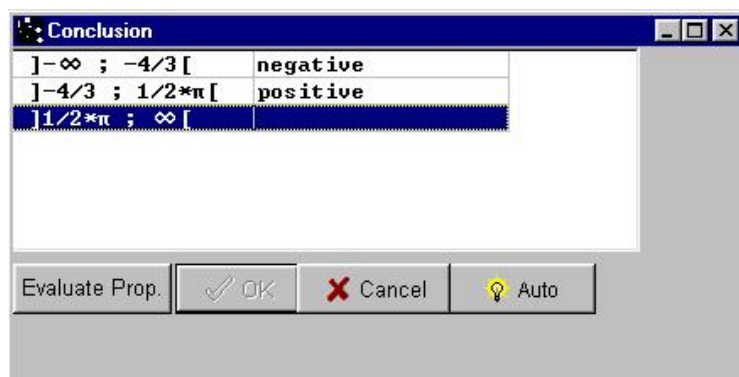 Conclusion
]-∞ ; -4/3[ negative
]-4/3 ; 1/2*π[ positive
]1/2*π ; ∞[
Evaluate Prop. OK Cancel Auto